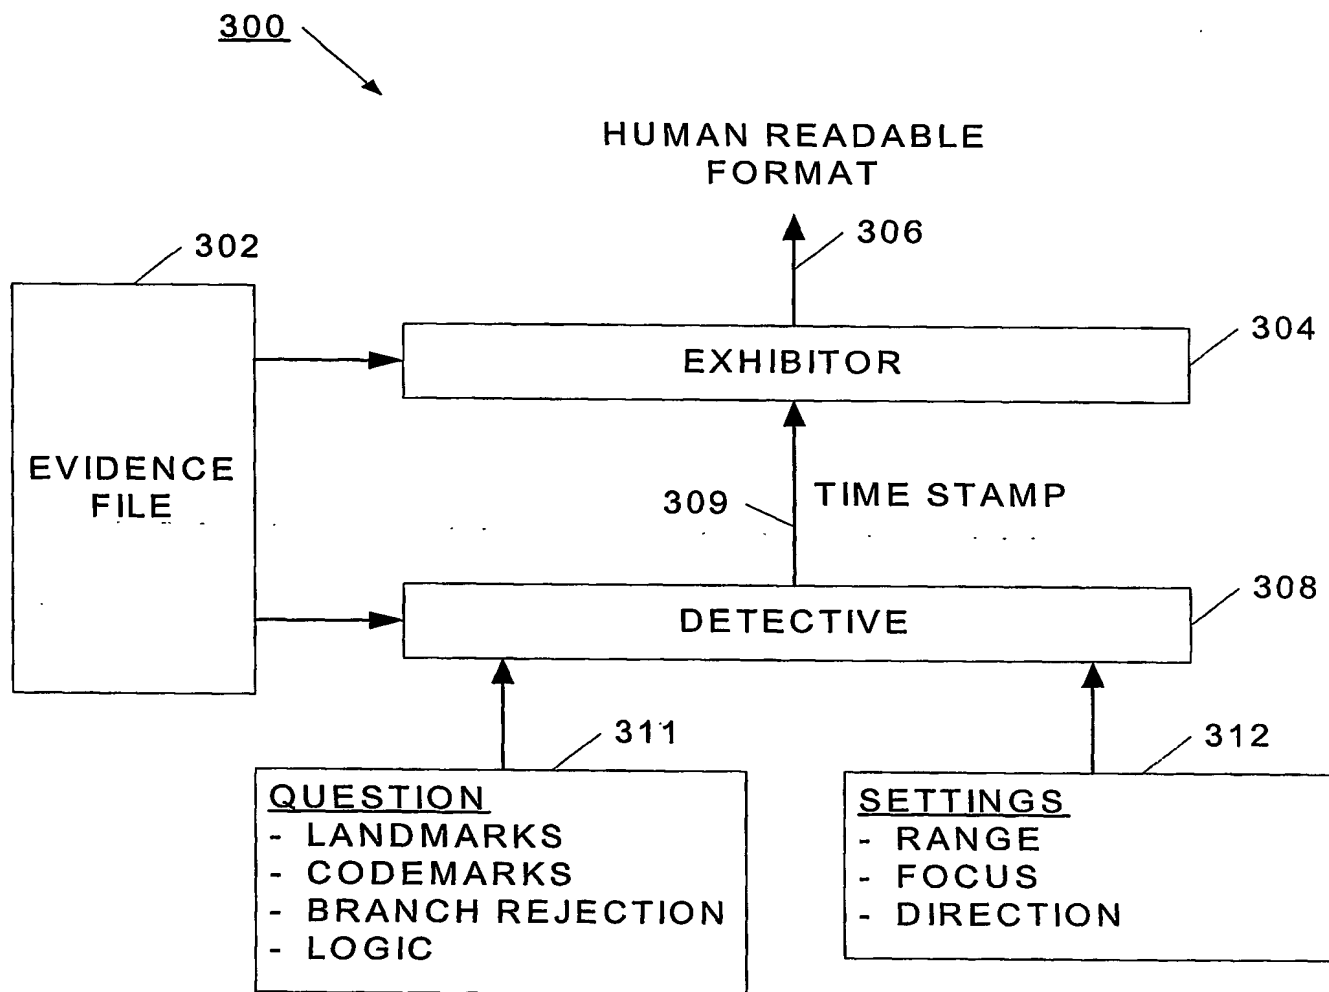 300
HUMAN READABLE
FORMAT
306
302
304
EXHIBITOR
EVIDENCE
FILE
309
TIME STAMP
308
DETECTIVE
311
312
QUESTION
- LANDMARKS
- CODEMARKS
- BRANCH REJECTION
- LOGIC
SETTINGS
- RANGE
- FOCUS
- DIRECTION